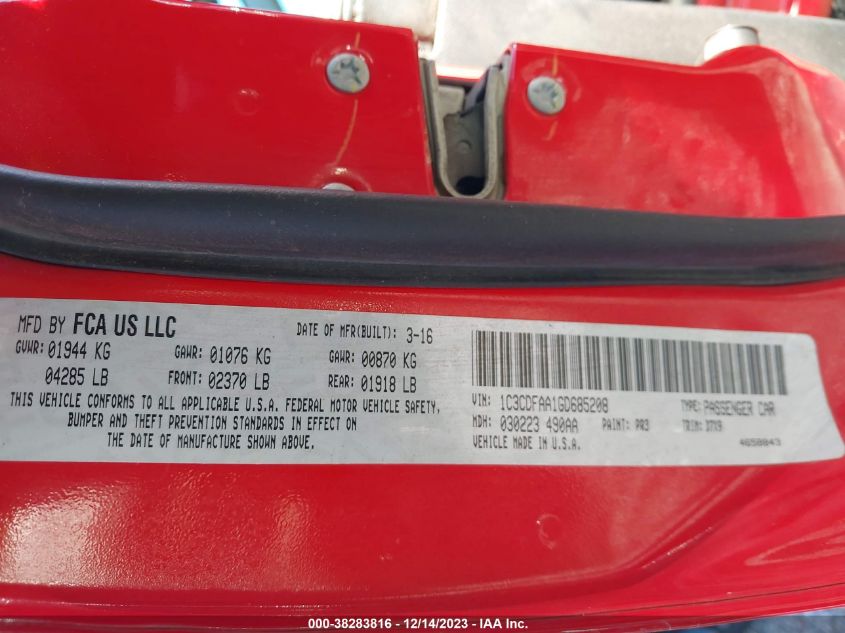 MFD BY FCA US LLC
DATE OF MFR(BUILT): 3-16
GVWR: 01944 KG GAWR: 01076 KG GAWR: 00870 KG
04285 LB FRONT: 02370 LB REAR: 01918 LB
THIS VEHICLE CONFORMS TO ALL APPLICABLE U.S.A. FEDERAL MOTOR VEHICLE SAFETY,
BUMPER AND THEFT PREVENTION STANDARDS IN EFFECT ON
THE DATE OF MANUFACTURE SHOWN ABOVE.
VIN: 1C3CDFAA1GD685208 TYPE: PASSENGER CAR
MDH: 030223 490AA PAINT: PR3 TRIM: D7X9
VEHICLE MADE IN U.S.A. 4658843
000-38283816 - 12/14/2023 - IAA Inc.